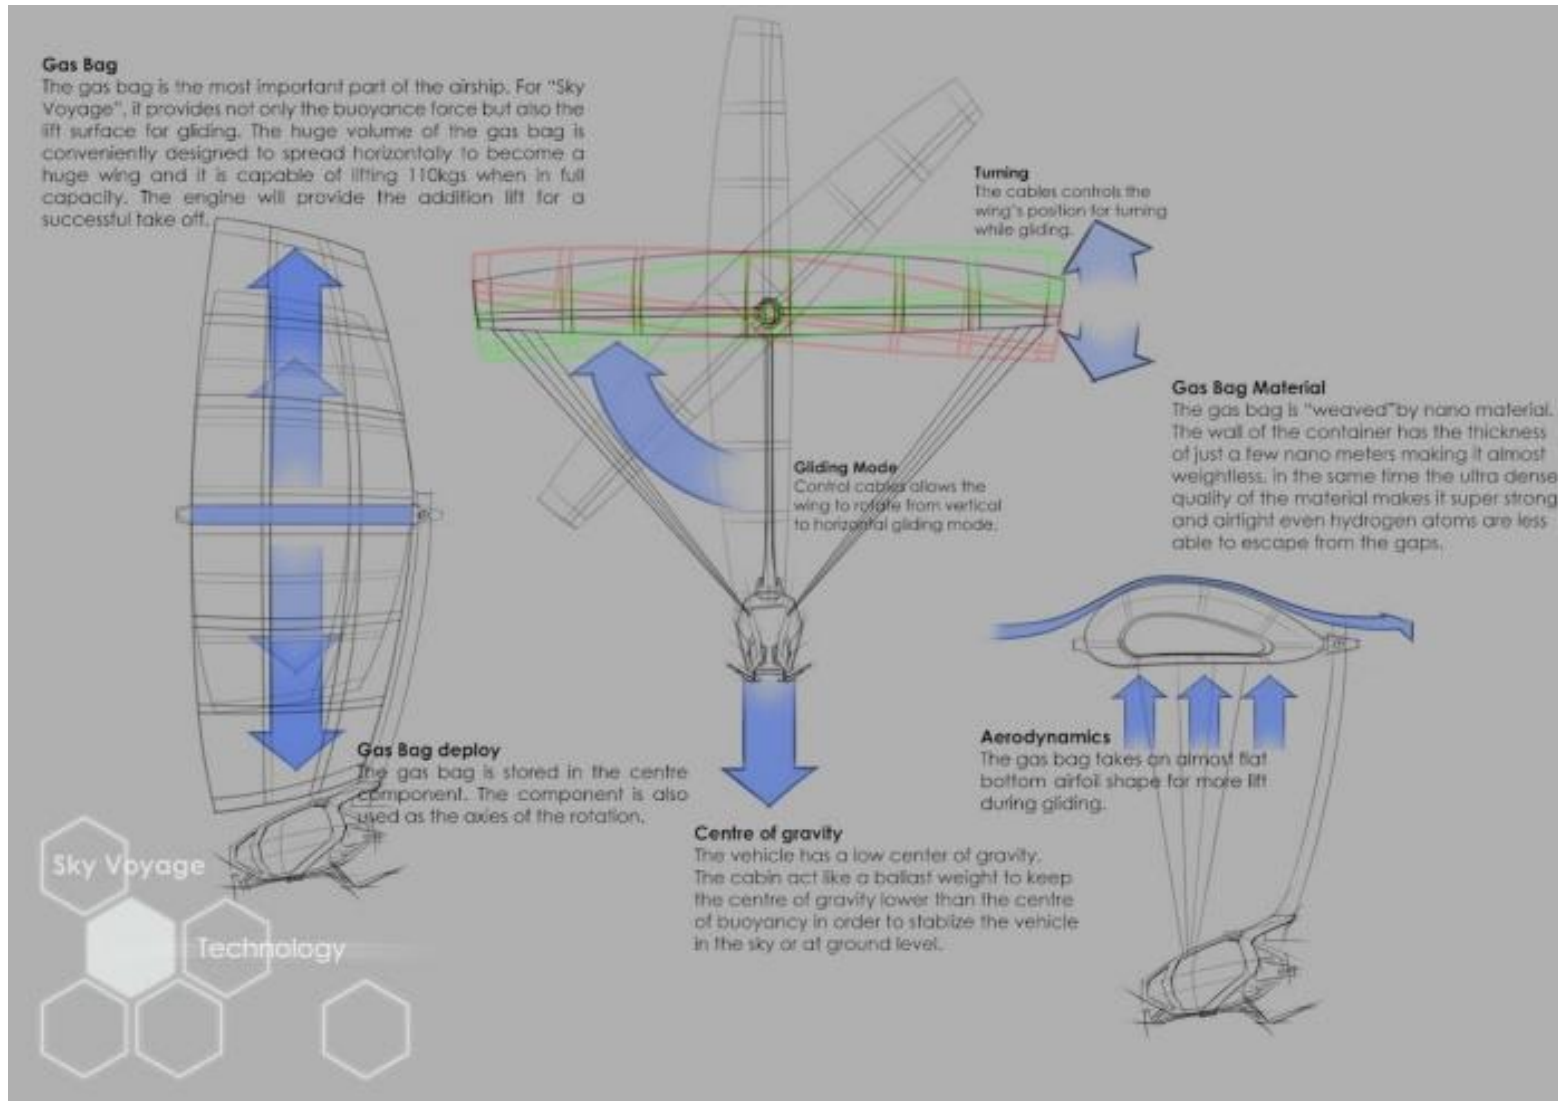 Gas Bag
The gas bag is the most important part of the airship. For "Sky
Voyage", it provides not only the buoyance force but also the
lift surface for gliding. The huge volume of the gas bag is
conveniently designed to spread horizontally to become a
huge wing and it is capable of lifting 110kgs when in full
capacity. The engine will provide the addition lift for a
successful take off.
Turning
The cables controls the
wing's position for turning
while gliding.
Gas Bag Material
The gas bag is "weaved"by nano material.
The wall of the container has the thickness
of just a few nano meters making it almost
weightless. in the same time the ultra dense
quality of the material makes it super strong
and airtight even hydrogen atoms are less
able to escape from the gaps.
Gliding Mode
Control cables allows the
wing to rotate from vertical
to horizontal gliding mode.
Gas Bag deploy
The gas bag is stored in the centre
component. The component is also
used as the axies of the rotation.
Aerodynamics
The gas bag takes an almost flat
bottom airfoil shape for more lift
during gliding.
Centre of gravity
The vehicle has a low center of gravity.
The cabin act like a ballast weight to keep
the centre of gravity lower than the centre
of buoyancy in order to stablize the vehicle
in the sky or at ground level.
Sky Voyage
Technology